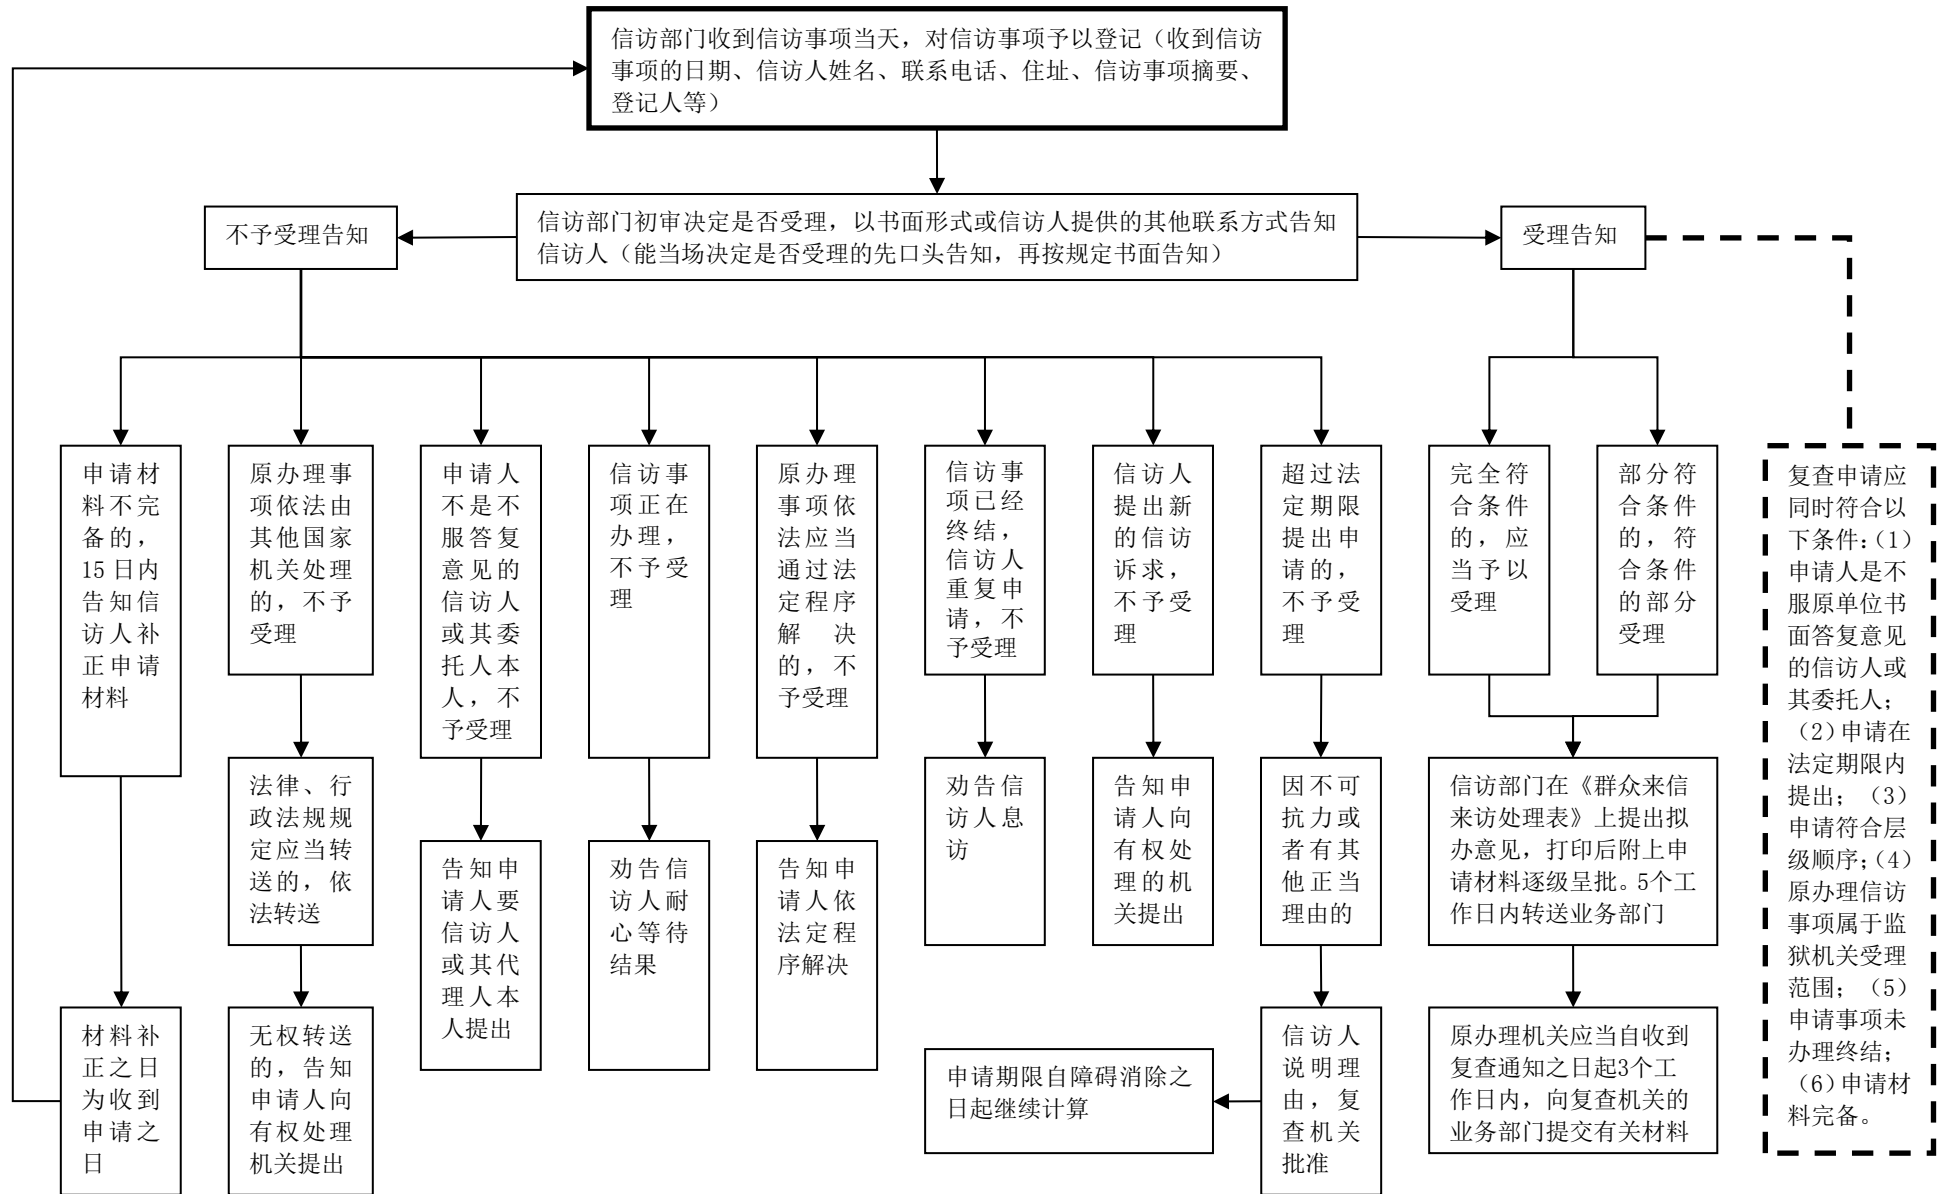 信访部门收到信访事项当天，对信访事项予以登记（收到信访
事项的日期、信访人姓名、联系电话、住址、信访事项摘要、
登记人等）
不予受理告知
信访部门初审决定是否受理，以书面形式或信访人提供的其他联系方式告知
信访人（能当场决定是否受理的先口头告知，再按规定书面告知）
受理告知
申请材
料不完
备的，
15 日内
告知信
访人补
正申请
材料
原办理事
项依法由
其他国家
机关处理
的，不予
受理
申请人
不是不
服答复
意见的
信访人
或其委
托人本
人，不
予受理
信访事
项正在
办理，
不予受
理
原办理
事项依
法应当
通过法
定程序
解决
的，不
予受理
信访事
项已经
终结，
信访人
重复申
请，不
予受理
信访人
提出新
的信访
诉求，
不予受
理
超过法
定期限
提出申
请的，
不予受
理
完全符
合条件
的，应
当予以
受理
部分符
合条件
的，符
合条件
的部分
受理
复查申请应
同时符合以
下条件：（1）
申请人是不
服原单位书
面答复意见
的信访人或
其委托人；
（2）申请在
法定期限内
提出；（3）
申请符合层
级顺序；（4）
原办理信访
事项属于监
狱机关受理
范围；（5）
申请事项未
办理终结；
（6）申请材
料完备。
法律、行
政法规规
定应当转
送的，依
法转送
告知申
请人要
信访人
或其代
理人本
人提出
劝告信
访人耐
心等待
结果
告知申
请人依
法定程
序解决
劝告信
访人息
访
告知申
请人向
有权处
理的机
关提出
因不可
抗力或
者有其
他正当
理由的
信访部门在《群众来信
来访处理表》上提出拟
办意见，打印后附上申
请材料逐级呈批。5个工
作日内转送业务部门
材料补
正之日
为收到
申请之
日
无权转送
的，告知
申请人向
有权处理
机关提出
申请期限自障碍消除之
日起继续计算
信访人
说明理
由，复
查机关
批准
原办理机关应当自收到
复查通知之日起3个工
作日内，向复查机关的
业务部门提交有关材料